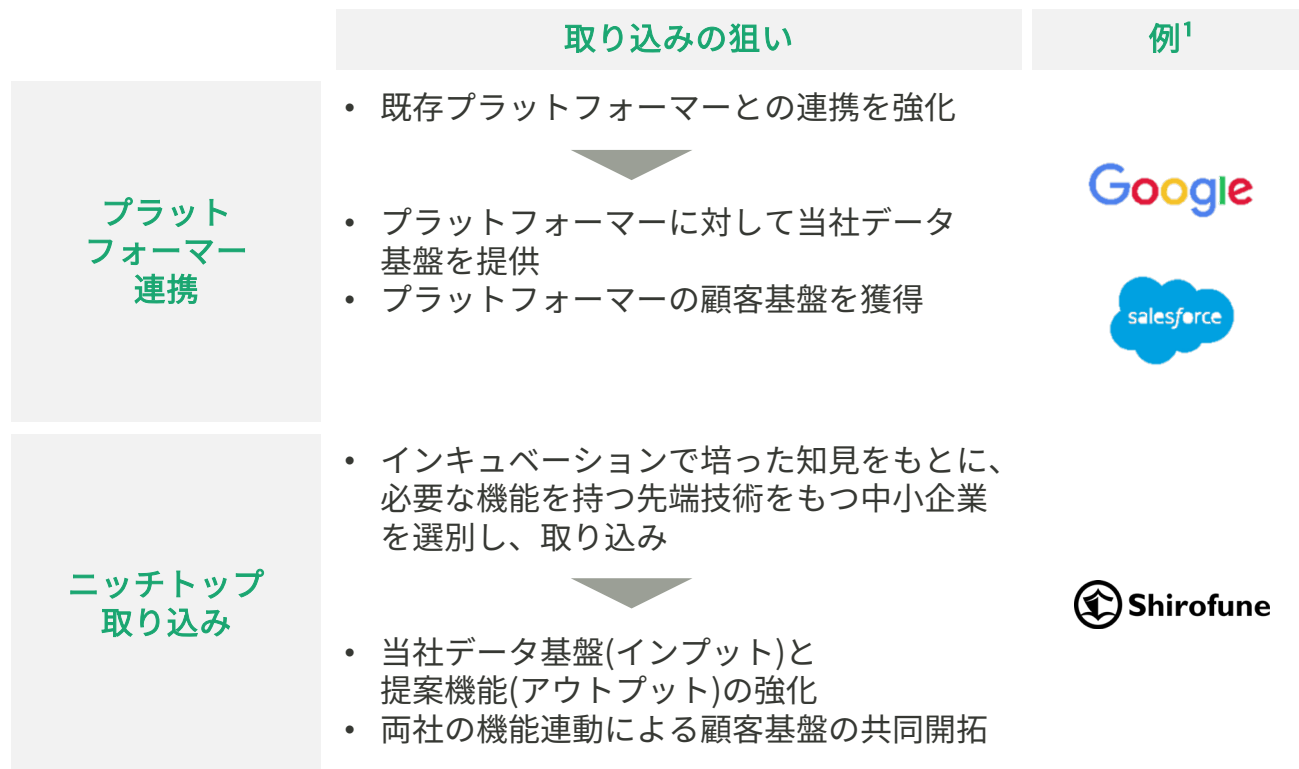 取り込みの狙い
例¹
プラット
フォーマー
連携
• 既存プラットフォーマーとの連携を強化
• プラットフォーマーに対して当社データ
基盤を提供
• プラットフォーマーの顧客基盤を獲得
Google
salesforce
ニッチトップ
取り込み
• インキュベーションで培った知見をもとに、
必要な機能を持つ先端技術をもつ中小企業
を選別し、取り込み
• 当社データ基盤(インプット)と
提案機能(アウトプット)の強化
• 両社の機能連動による顧客基盤の共同開拓
Shirofune